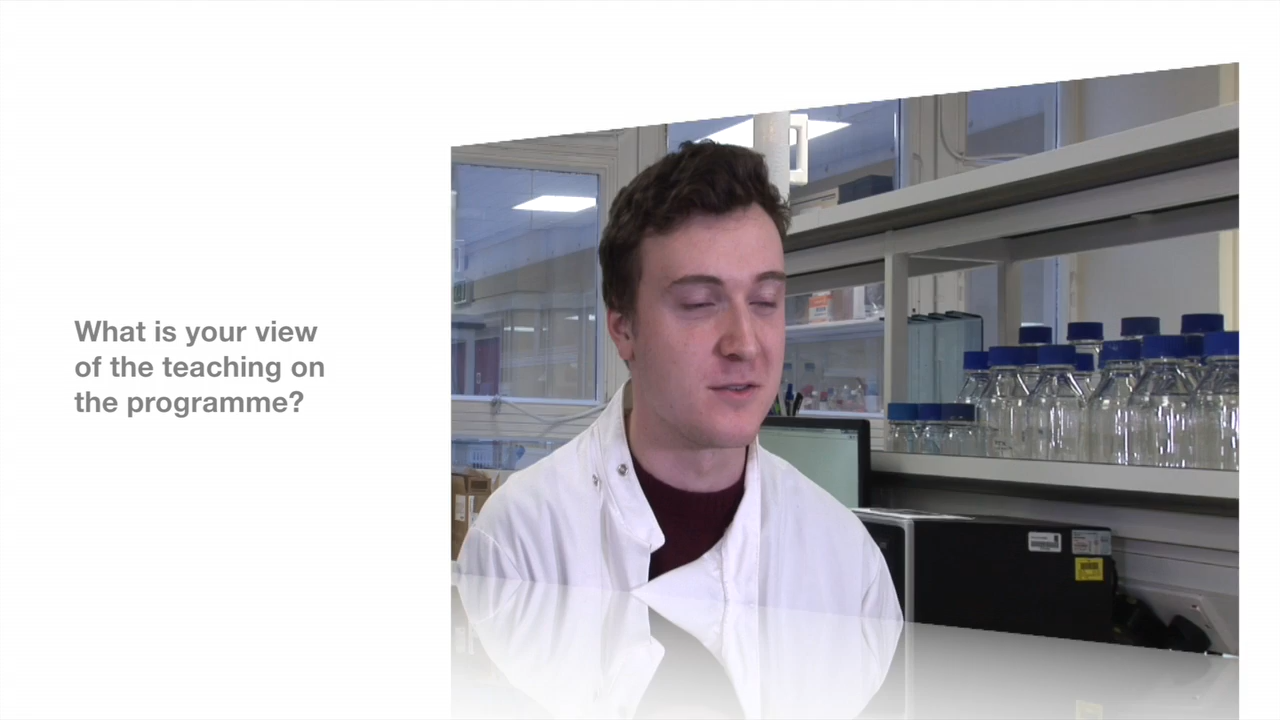 What is your view
of the teaching on
the programme?